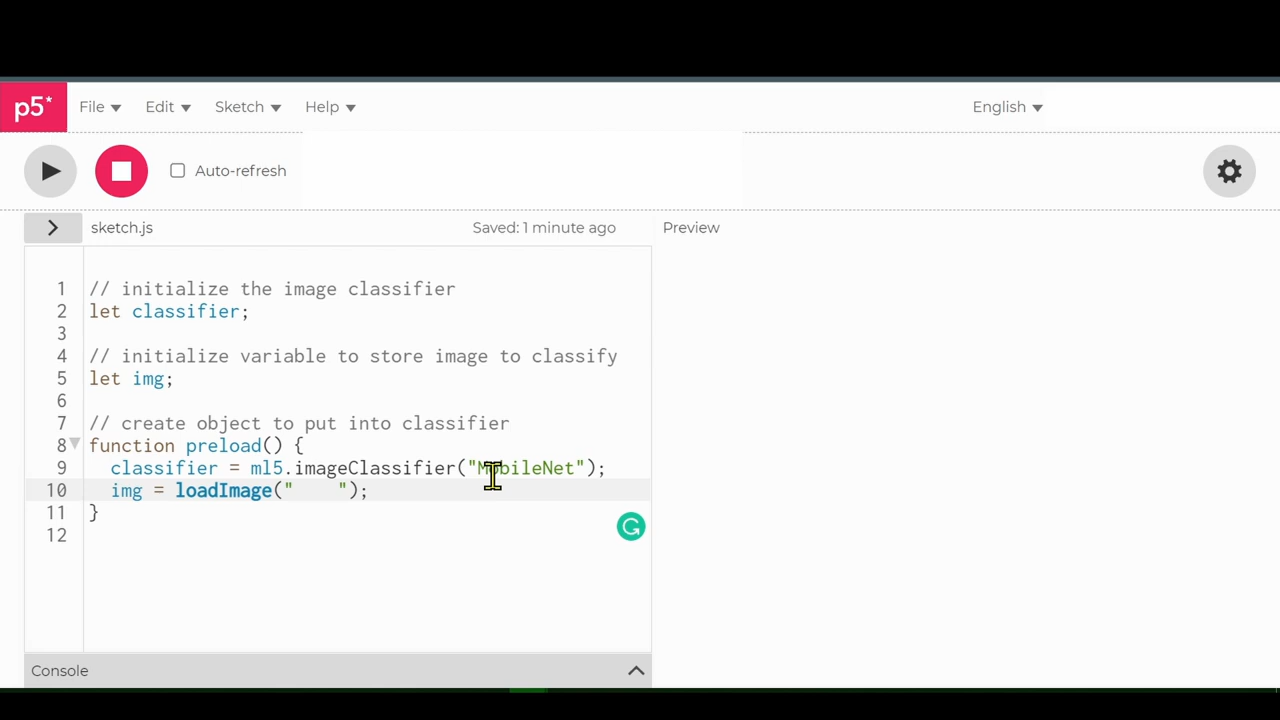 p5* File Edit Sketch Help English
Auto-refresh
sketch.js Saved: 1 minute ago Preview
1 // initialize the image classifier
2 let classifier;
3
4 // initialize variable to store image to classify
5 let img;
6
7 // create object to put into classifier
8 function preload() {
9 classifier = ml5.imageClassifier("MobileNet");
10 img = loadImage("    ");
11 }
12
Console